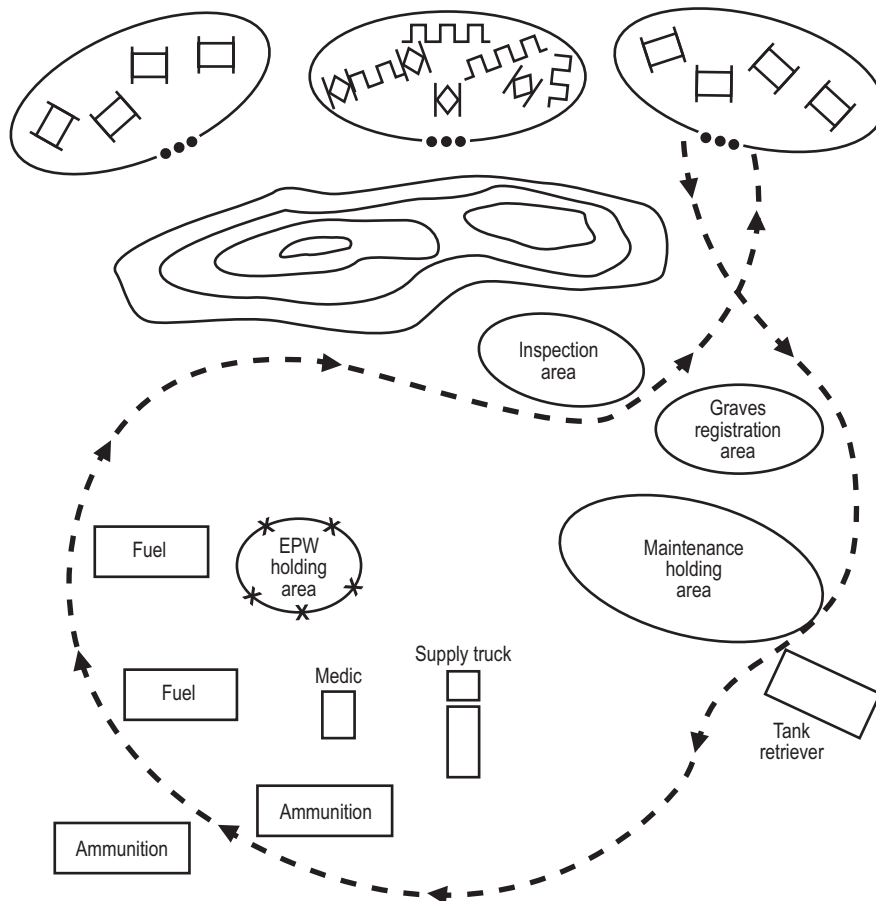 Inspection
area
Graves
registration
area
Fuel
EPW
holding
area
Maintenance
holding
area
Supply truck
Medic
Fuel
Tank
retriever
Ammunition
Ammunition